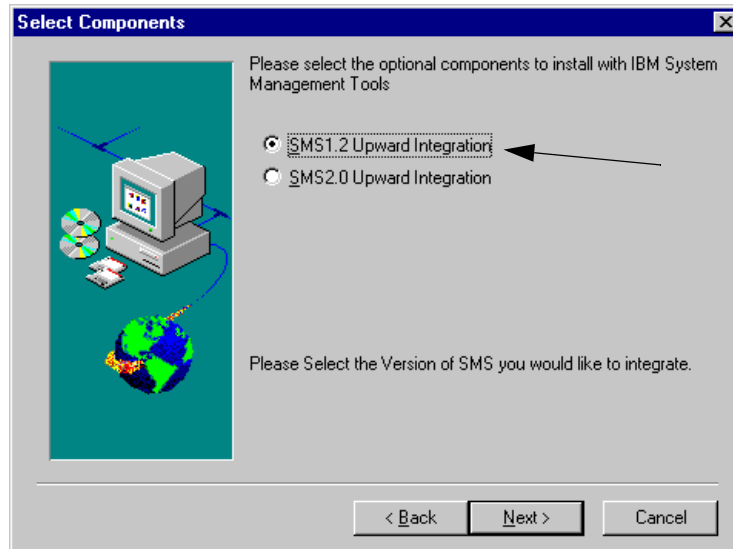 Select Components
Please select the optional components to install with IBM System
Management Tools
SMS1.2 Upward Integration
SMS2.0 Upward Integration
Please Select the Version of SMS you would like to integrate.
< Back
Next >
Cancel